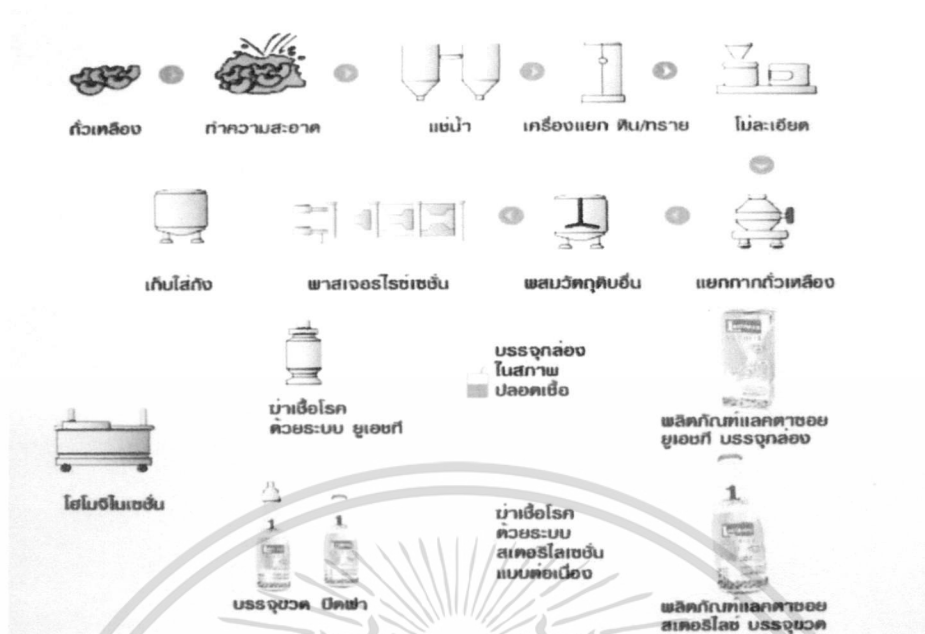 ถั่วเหลือง
ทำความสะอาด
แช่น้ำ
เครื่องแยก หิน/ทราย
โม่ละเอียด
เก็บใส่ถัง
พาสเจอร์ไรซ์เซชั่น
ผสมวัตถุดิบอื่น
แยกกากถั่วเหลือง
โฮโมจิไนเซชั่น
ฆ่าเชื้อโรค
ด้วยระบบ ยูเอชที
บรรจุกล่อง
ในสภาพ
ปลอดเชื้อ
ผลิตภัณฑ์แลคตาซอย
ยูเอชที บรรจุกล่อง
1
1
บรรจุขวด ปิดฝา
ฆ่าเชื้อโรค
ด้วยระบบ
สเตอริไลเซชั่น
แบบต่อเนื่อง
1
ผลิตภัณฑ์แลคตาซอย
สเตอริไลซ์ บรรจุขวด